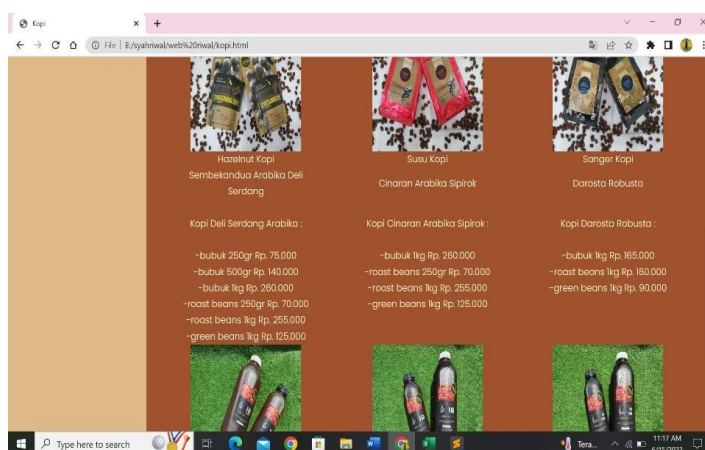 Kopi
File
E:/syahriwal/web%20riwal/kopi.html
Hazelnut Kopi
Susu Kopi
Sanger Kopi
Sembekandua Arabika Deli
Serdang
Cinaran Arabika Sipirok
Darosta Robusta
Kopi Deli Serdang Arabika :
-bubuk 250gr Rp. 75.000
-bubuk 500gr Rp. 140.000
-bubuk 1kg Rp. 260.000
-roast beans 250gr Rp. 70.000
-roast beans 1kg Rp. 255.000
-green beans 1kg Rp. 125.000
Kopi Cinaran Arabika Sipirok :
-bubuk 1kg Rp. 260.000
-roast beans 250gr Rp. 70.000
-roast beans 1kg Rp. 255.000
-green beans 1kg Rp. 125.000
Kopi Darosta Robusta :
-bubuk 1kg Rp. 165.000
-roast beans 1kg Rp. 160.000
-green beans 1kg Rp. 90.000
Type here to search
Tera...
11:17 AM